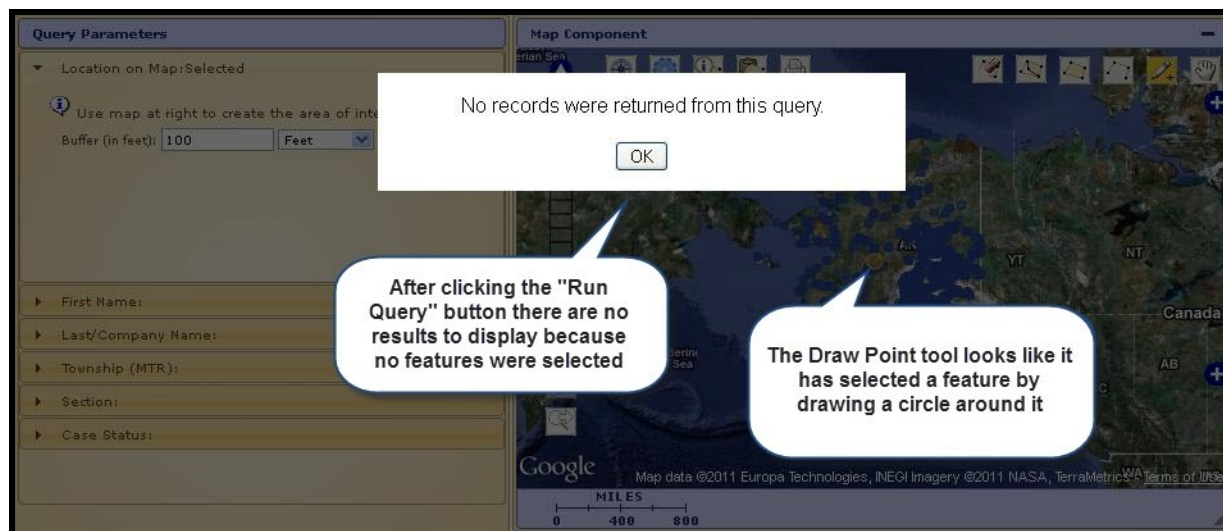 Query Parameters
Location on Map:Selected
Use map at right to create the area of inte
Buffer (in feet): 100 Feet
First Name:
Last/Company Name:
Township (MTR):
Section:
Case Status:
Map Component
erian Sea
No records were returned from this query.
OK
After clicking the "Run
Query" button there are no
results to display because
no features were selected
The Draw Point tool looks like it
has selected a feature by
drawing a circle around it
AK
YT
NT
Canada
AB
Sea
WA
Google
Map data ©2011 Europa Technologies, INEGI Imagery ©2011 NASA, TerraMetrics - Terms of Use
MILES
0 400 800